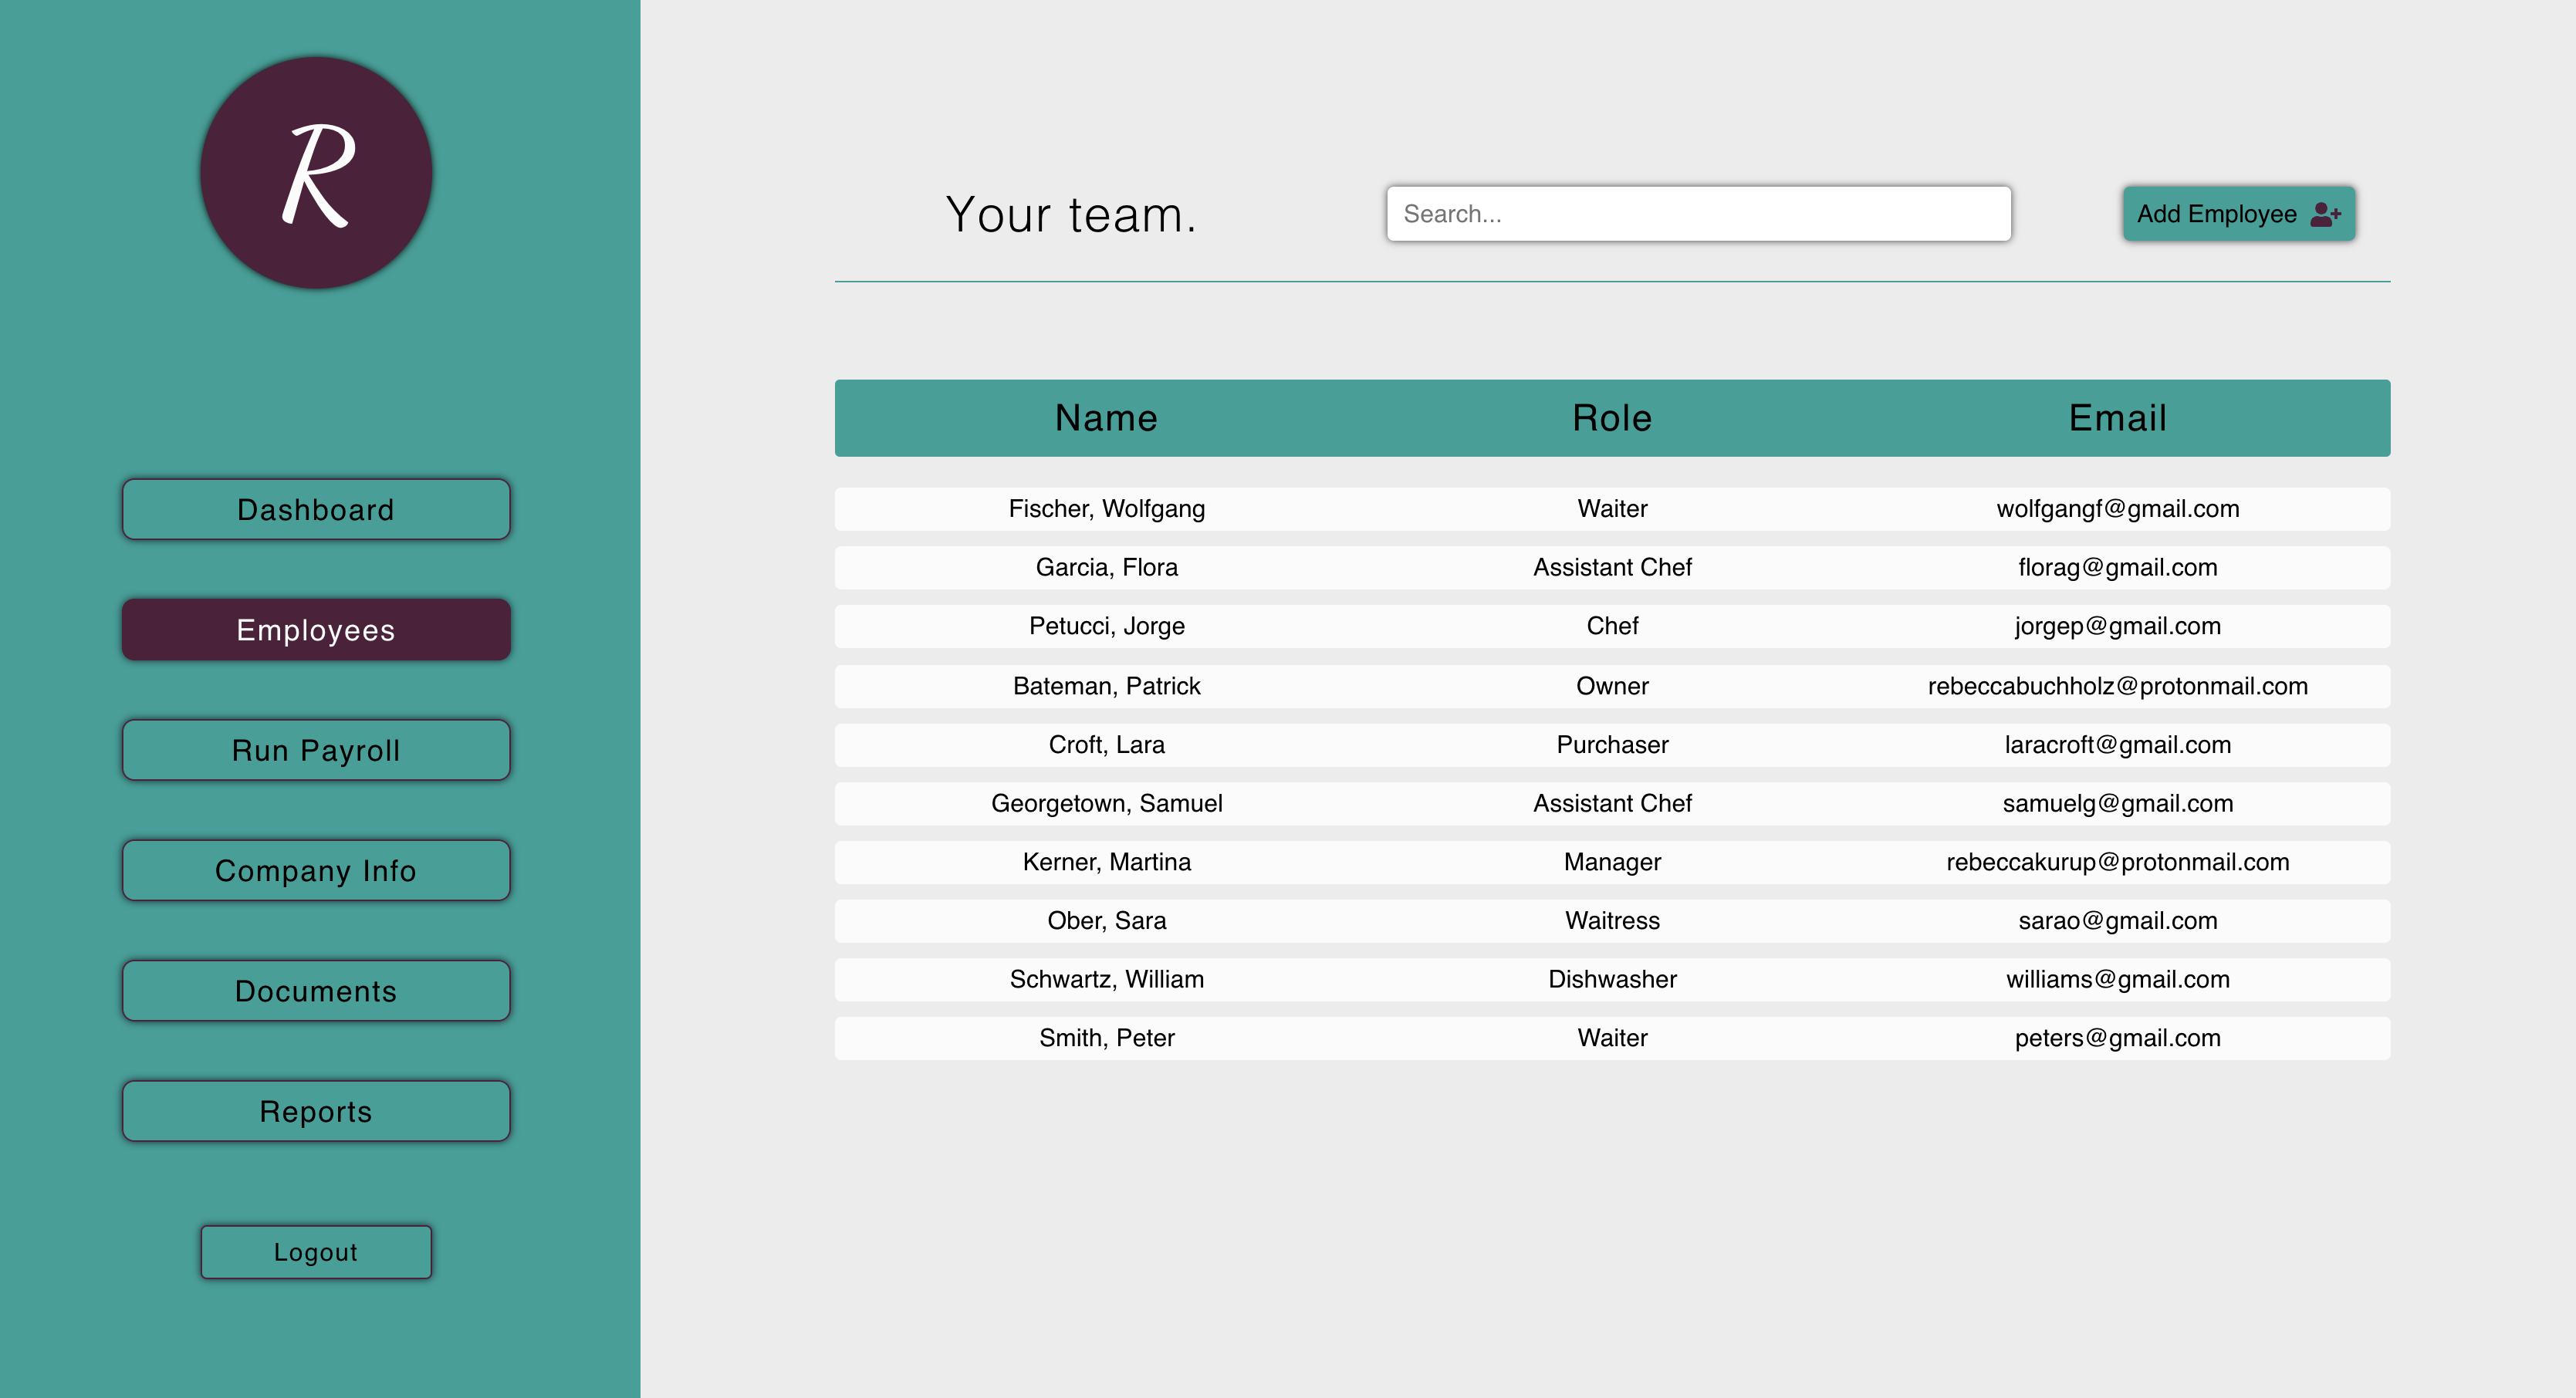 R
Dashboard
Employees
Run Payroll
Company Info
Documents
Reports
Logout
Your team.
Search...
Add Employee
Name Role Email
Fischer, Wolfgang Waiter wolfgangf@gmail.com
Garcia, Flora Assistant Chef florag@gmail.com
Petucci, Jorge Chef jorgep@gmail.com
Bateman, Patrick Owner rebeccabuchholz@protonmail.com
Croft, Lara Purchaser laracroft@gmail.com
Georgetown, Samuel Assistant Chef samuelg@gmail.com
Kerner, Martina Manager rebeccakurup@protonmail.com
Ober, Sara Waitress sarao@gmail.com
Schwartz, William Dishwasher williams@gmail.com
Smith, Peter Waiter peters@gmail.com